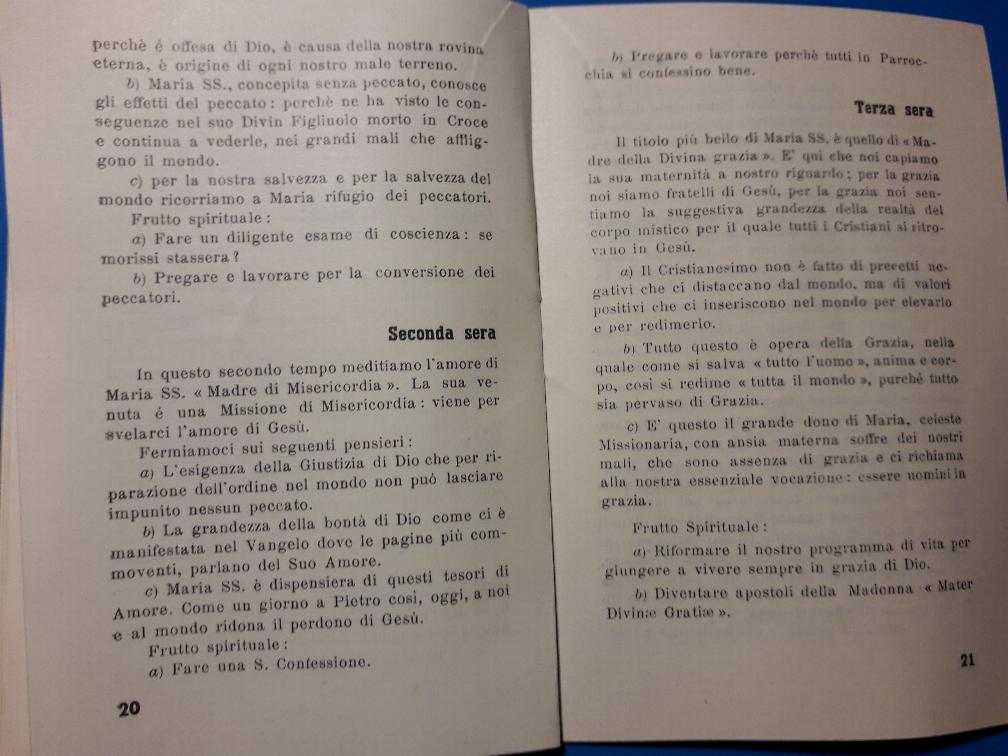 perchè é offesa di Dio, è causa della nostra rovina
eterna, è origine di ogni nostro male terreno.
b) Maria SS., concepita senza peccato, conosce
gli effetti del peccato: perchè ne ha visto le con-
seguenze nel suo Divin Figliuolo morto in Croce
e continua a vederle, nei grandi mali che afflig-
gono il mondo.
c) per la nostra salvezza e per la salvezza del
mondo ricorriamo a Maria rifugio dei peccatori.
Frutto spirituale:
a) Fare un diligente esame di coscienza: se
morissi stassera?
b) Pregare e lavorare per la conversione dei
peccatori.
Seconda sera
In questo secondo tempo meditiamo l'amore di
Maria SS. « Madre di Misericordia ». La sua ve-
nuta é una Missione di Misericordia: viene per
svelarci l'amore di Gesù.
Fermiamoci sui seguenti pensieri:
a) L'esigenza della Giustizia di Dio che per ri-
parazione dell'ordine nel mondo non può lasciare
impunito nessun peccato.
b) La grandezza della bontà di Dio come ci è
manifestata nel Vangelo dove le pagine più com-
moventi, parlano del Suo Amore.
c) Maria SS. è dispensiera di questi tesori di
Amore. Come un giorno a Pietro così, oggi, a noi
e al mondo ridona il perdono di Gesù.
Frutto spirituale:
a) Fare una S. Confessione.
20
b) Pregare e lavorare perchè tutti in Parroc-
chia si confessino bene.
Terza sera
Il titolo più bello di Maria SS. è quello di « Ma-
dre della Divina grazia ». E' qui che noi capiamo
la sua maternità a nostro riguardo; per la grazia
noi siamo fratelli di Gesù, per la grazia noi sen-
tiamo la suggestiva grandezza della realtà del
corpo mistico per il quale tutti i Cristiani si ritro-
vano in Gesù.
a) Il Cristianesimo non è fatto di precetti ne-
gativi che ci distaccano dal mondo, ma di valori
positivi che ci inseriscono nel mondo per elevarlo
e per redimerlo.
b) Tutto questo è opera della Grazia, nella
quale come si salva « tutto l'uomo », anima e cor-
po, così si redime « tutta il mondo », purchè tutto
sia pervaso di Grazia.
c) E' questo il grande dono di Maria, celeste
Missionaria, con ansia materna soffre dei nostri
mali, che sono assenza di grazia e ci richiama
alla nostra essenziale vocazione: essere uomini in
grazia.
Frutto Spirituale:
a) Riformare il nostro programma di vita per
giungere a vivere sempre in grazia di Dio.
b) Diventare apostoli della Madonna « Mater
Divinæ Gratiæ ».
21